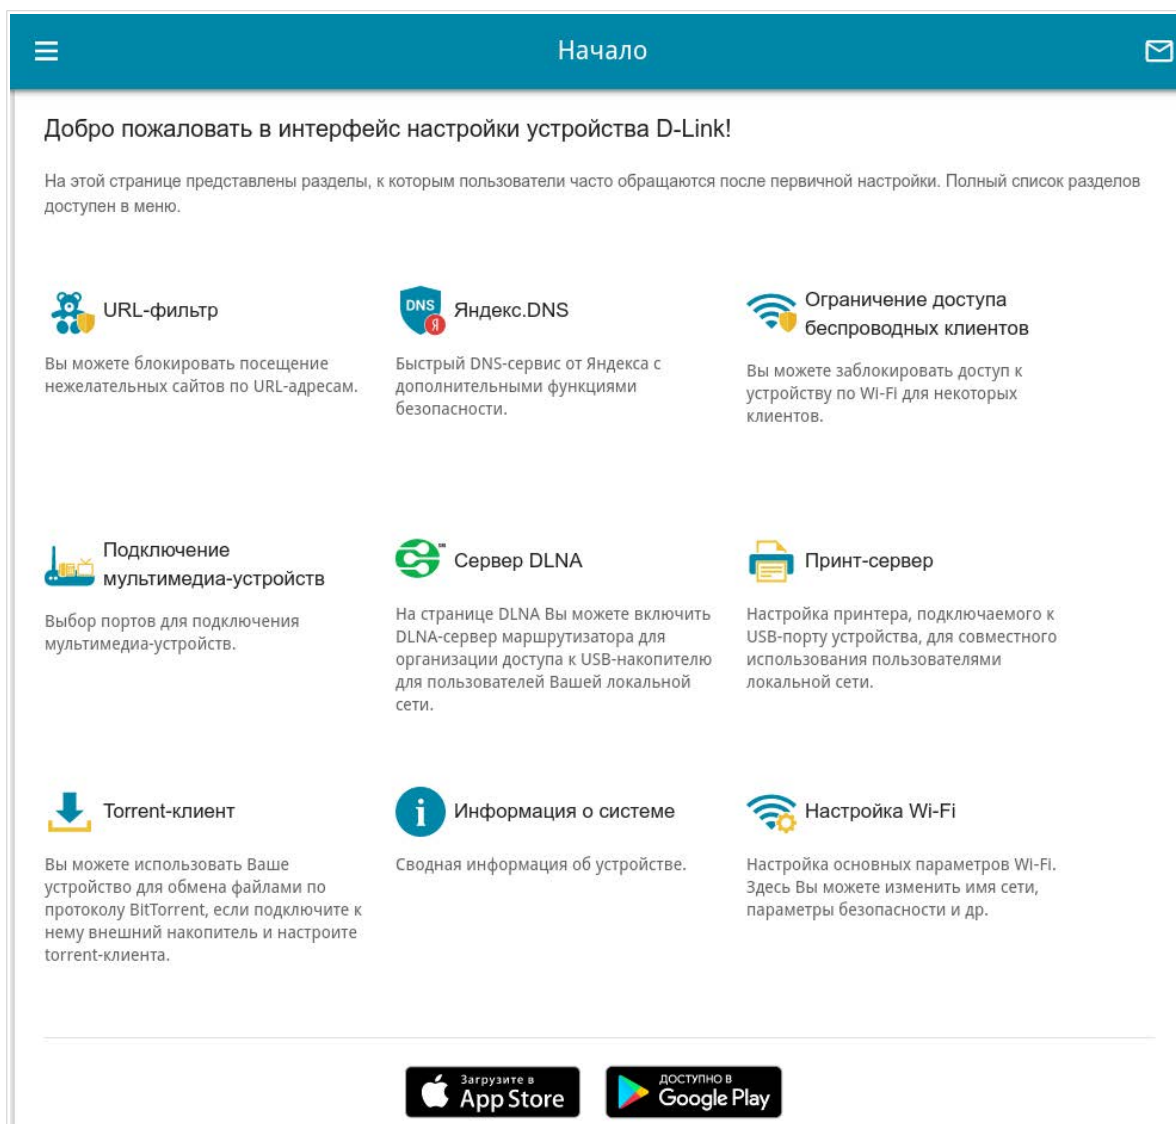 Начало
Добро пожаловать в интерфейс настройки устройства D-Link!
На этой странице представлены разделы, к которым пользователи часто обращаются после первичной настройки. Полный список разделов
доступен в меню.
URL-фильтр
Вы можете блокировать посещение
нежелательных сайтов по URL-адресам.
DNS
Я
Яндекс.DNS
Быстрый DNS-сервис от Яндекса с
дополнительными функциями
безопасности.
Ограничение доступа
беспроводных клиентов
Вы можете заблокировать доступ к
устройству по Wi-Fi для некоторых
клиентов.
Подключение
мультимедиа-устройств
Выбор портов для подключения
мультимедиа-устройств.
Сервер DLNA
На странице DLNA Вы можете включить
DLNA-сервер маршрутизатора для
организации доступа к USB-накопителю
для пользователей Вашей локальной
сети.
Принт-сервер
Настройка принтера, подключаемого к
USB-порту устройства, для совместного
использования пользователями
локальной сети.
Torrent-клиент
Вы можете использовать Ваше
устройство для обмена файлами по
протоколу BitTorrent, если подключите к
нему внешний накопитель и настроите
torrent-клиента.
Информация о системе
Сводная информация об устройстве.
Настройка Wi-Fi
Настройка основных параметров Wi-Fi.
Здесь Вы можете изменить имя сети,
параметры безопасности и др.
Загрузите в
App Store
ДОСТУПНО В
Google Play